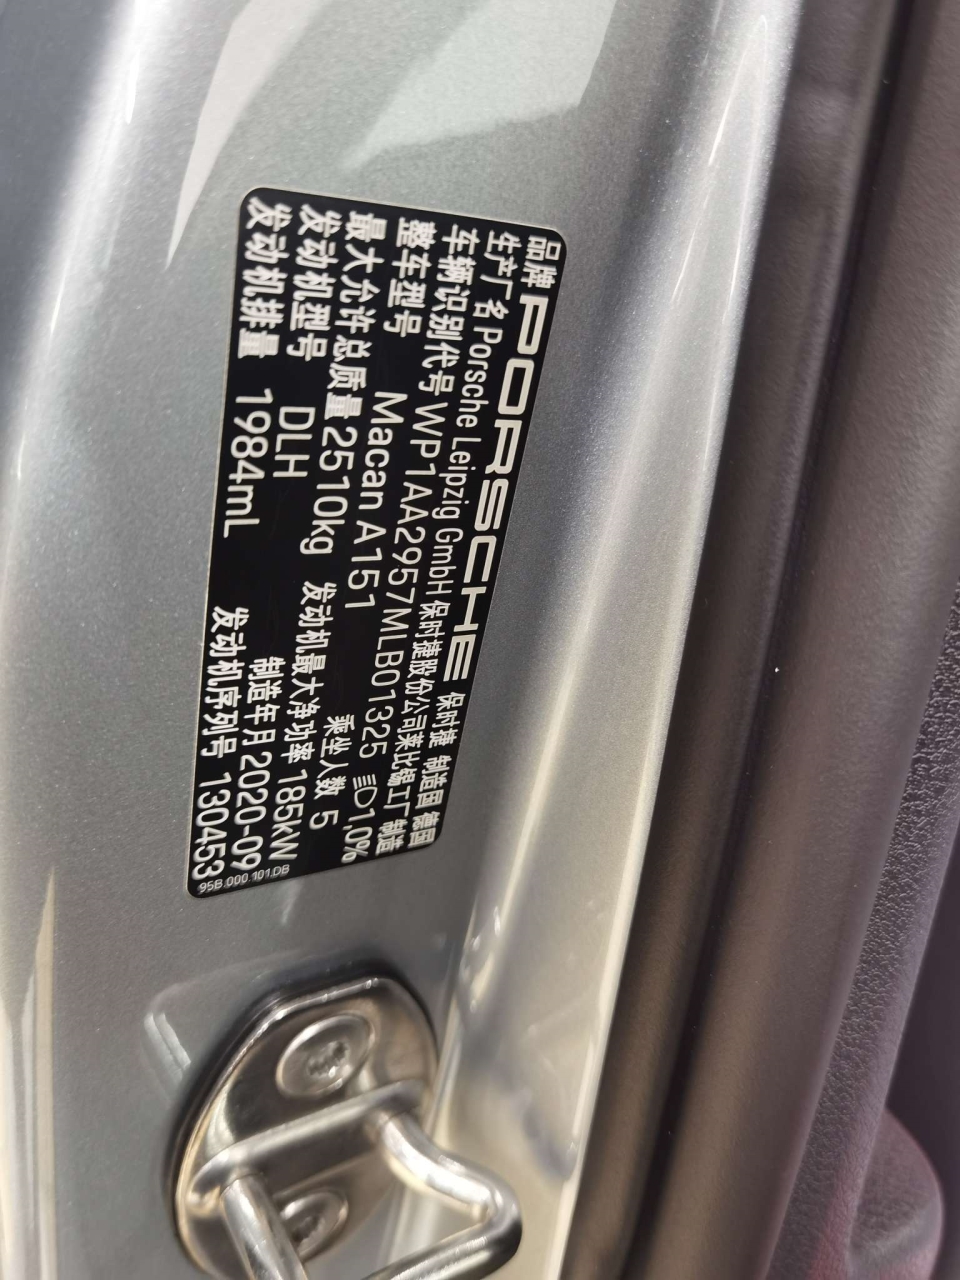 品牌 PORSCHE 保时捷 制造国 德国
生产厂名 Porsche Leipzig GmbH 保时捷股份公司莱比锡工厂 制造
车辆识别代号 WP1AA2957MLB01325 D1,0%
整车型号 Macan A151
最大允许总质量 2510kg 乘坐人数 5
发动机型号 DLH 发动机最大净功率 185kW
发动机排量 1984mL 制造年月 2020-09
发动机序列号 130453
95B.000.101.DB